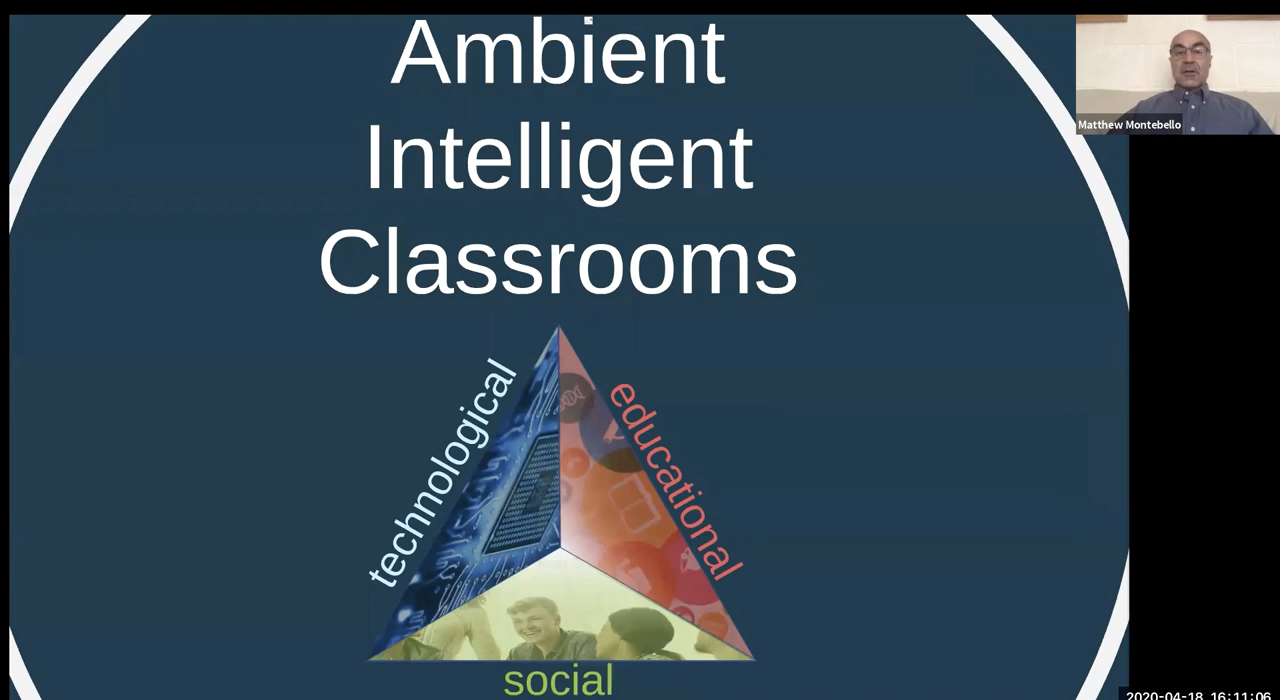 Ambient
Intelligent
Classrooms
Matthew Montebello
technological
educational
social
2020-04-18 16:11:06